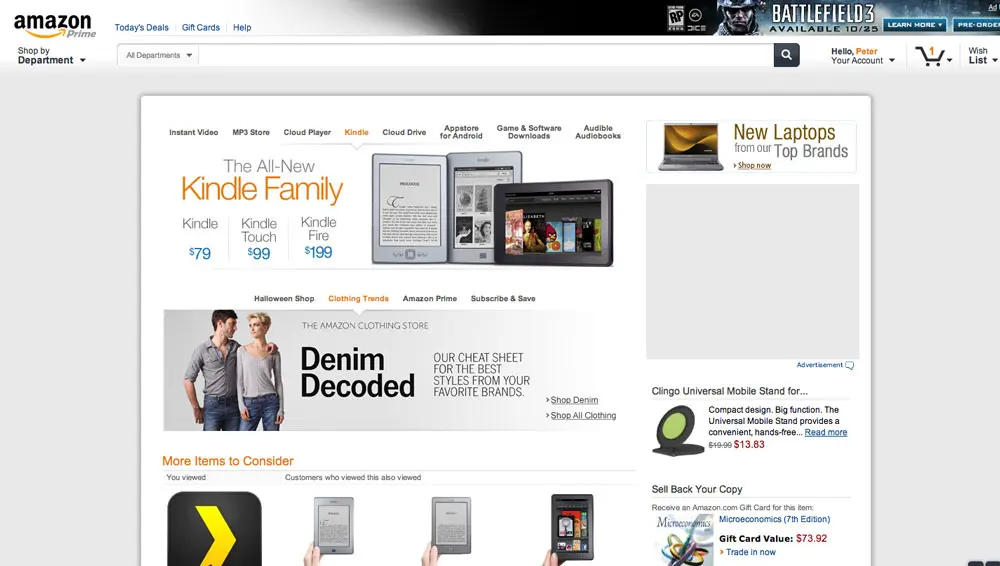 amazon
Prime
Today's Deals
Gift Cards
Help
RP
EA
DICE
BATTLEFIELD 3
AVAILABLE 10/25
LEARN MORE
PRE-ORDER
Ad
Shop by
Department
All Departments
Hello, Peter
Your Account
1
Wish
List
Instant Video
MP3 Store
Cloud Player
Kindle
Cloud Drive
Appstore
for Android
Game & Software
Downloads
Audible
Audiobooks
The All-New
Kindle Family
Kindle
$79
Kindle
Touch
$99
Kindle
Fire
$199
New Laptops
from our Top Brands
Shop now
Advertisement
Halloween Shop
Clothing Trends
Amazon Prime
Subscribe & Save
THE AMAZON CLOTHING STORE
Denim
Decoded
OUR CHEAT SHEET
FOR THE BEST
STYLES FROM YOUR
FAVORITE BRANDS.
Shop Denim
Shop All Clothing
Clingo Universal Mobile Stand for...
Compact design. Big function. The
Universal Mobile Stand provides a
convenient, hands-free... Read more
$19.99 $13.83
More Items to Consider
You viewed
Customers who viewed this also viewed
Sell Back Your Copy
Receive an Amazon.com Gift Card for this item:
Microeconomics
Microeconomics (7th Edition)
Gift Card Value: $73.92
Trade in now